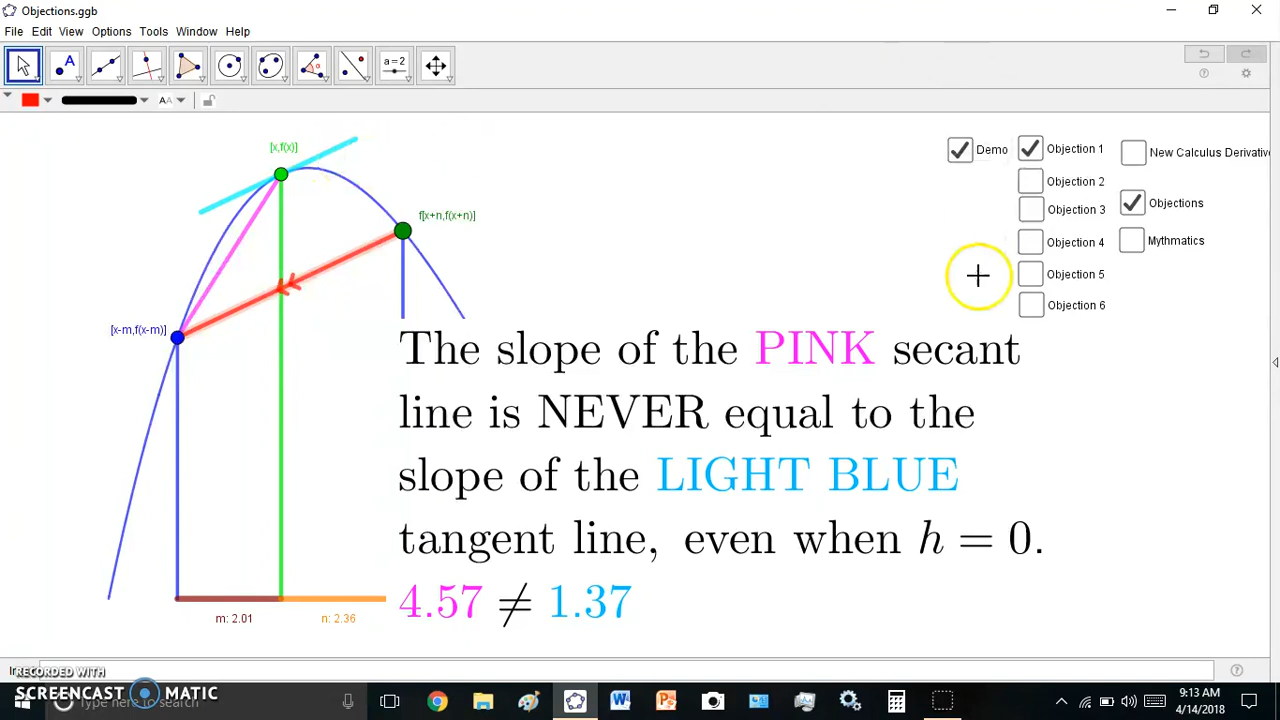 Objections.ggb
File Edit View Options Tools Window Help
A
a = 2
AA
[x,f(x)]
f[x+n,f(x+n)]
[x-m,f(x-m)]
Demo
Objection 1
Objection 2
Objection 3
Objection 4
Objection 5
Objection 6
New Calculus Derivative
Objections
Mythmatics
The slope of the PINK secant
line is NEVER equal to the
slope of the LIGHT BLUE
tangent line, even when h = 0.
4.57 ≠ 1.37
m: 2.01
n: 2.36
RECORDED WITH
SCREENCAST MATIC
Type here to search
9:13 AM
4/14/2018